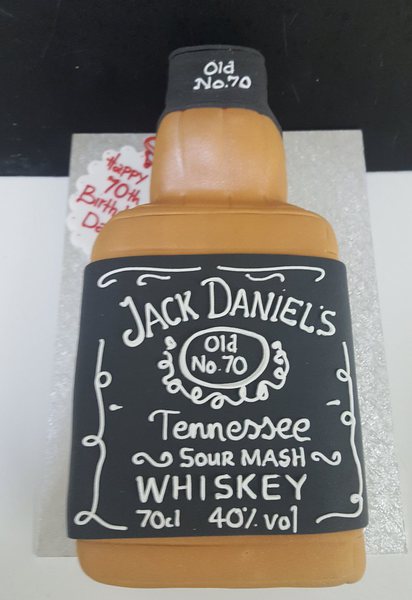 Old
No.70
Happy
70th
Birthday
JACK DANIEL'S
Old
No.70
Tennessee
SOUR MASH
WHISKEY
70cl 40% vol